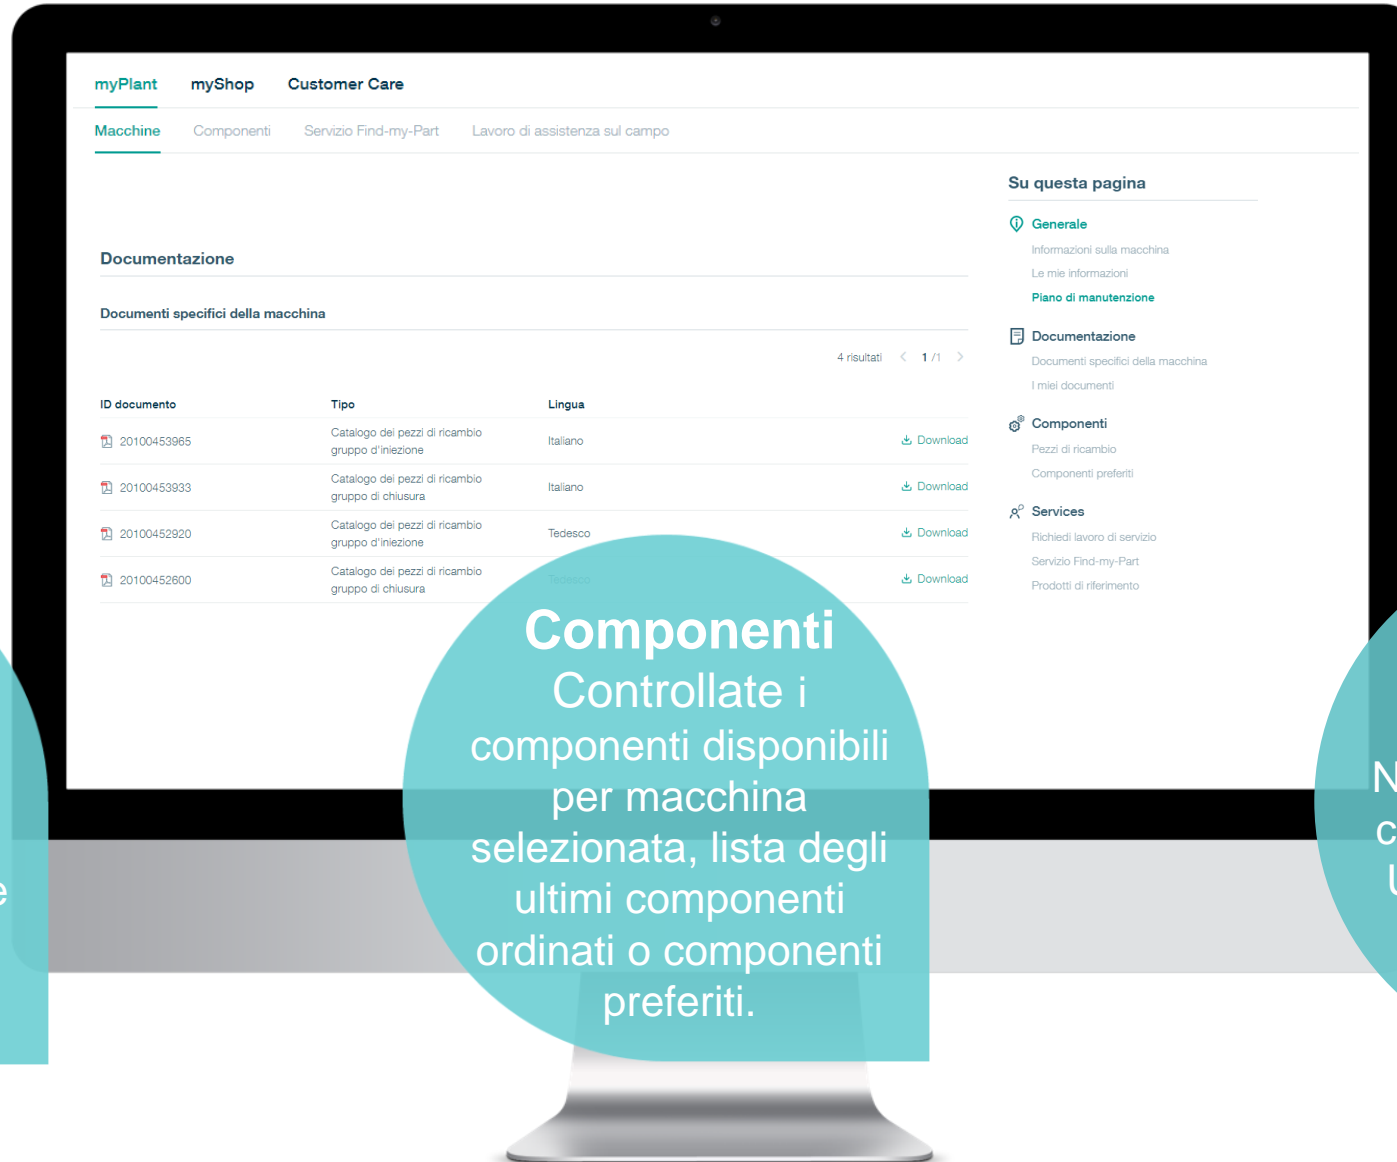 myPlant myShop Customer Care
Macchine Componenti Servizio Find-my-Part Lavoro di assistenza sul campo
Documentazione
Documenti specifici della macchina
4 risultati < 1 /1 >
ID documento Tipo Lingua
20100453965 Catalogo dei pezzi di ricambio gruppo d'iniezione Italiano Download
20100453933 Catalogo dei pezzi di ricambio gruppo di chiusura Italiano Download
20100452920 Catalogo dei pezzi di ricambio gruppo d'iniezione Tedesco Download
20100452600 Catalogo dei pezzi di ricambio gruppo di chiusura Tedesco Download
Su questa pagina
Generale
Informazioni sulla macchina
Le mie informazioni
Piano di manutenzione
Documentazione
Documenti specifici della macchina
I miei documenti
Componenti
Pezzi di ricambio
Componenti preferiti
Services
Richiedi lavoro di servizio
Servizio Find-my-Part
Prodotti di riferimento
Componenti
Controllate i
componenti disponibili
per macchina
selezionata, lista degli
ultimi componenti
ordinati o componenti
preferiti.